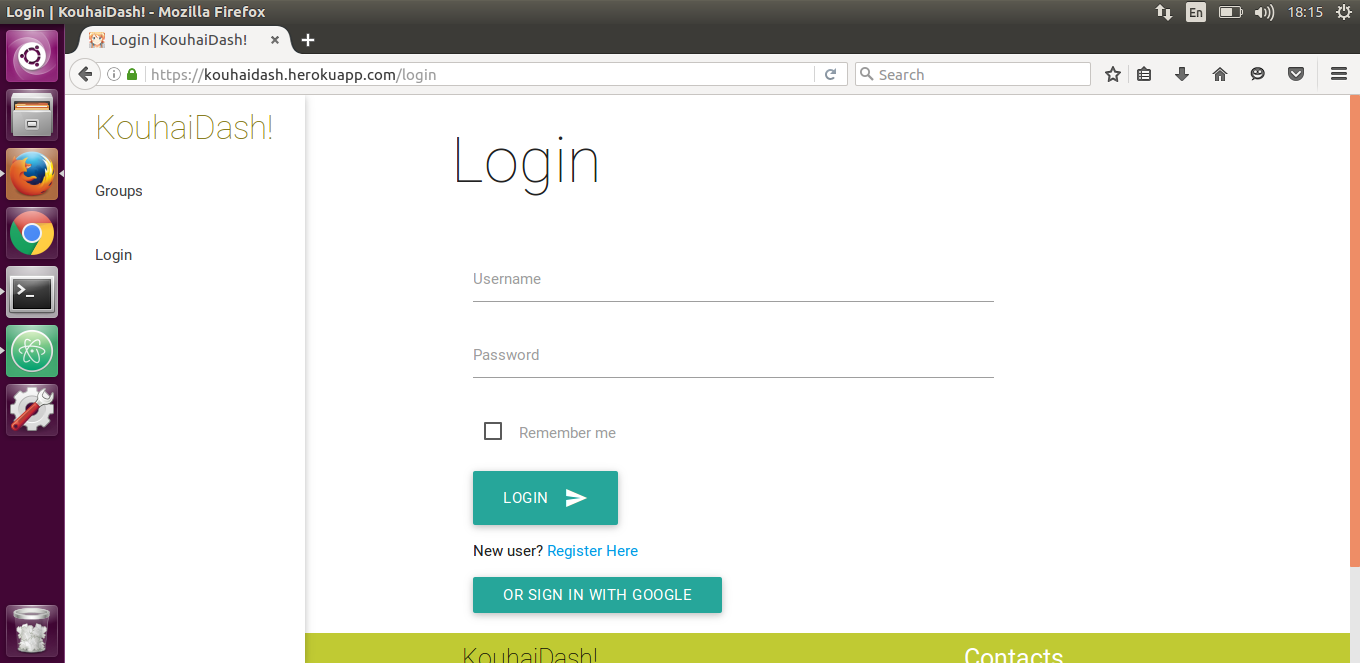 Login | KouhaiDash! - Mozilla Firefox
En
18:15
Login | KouhaiDash!
https://kouhaidash.herokuapp.com/login
Search
KouhaiDash!
Groups
Login
Login
Username
Password
Remember me
LOGIN
New user? Register Here
OR SIGN IN WITH GOOGLE
KouhaiDash!
Contacts